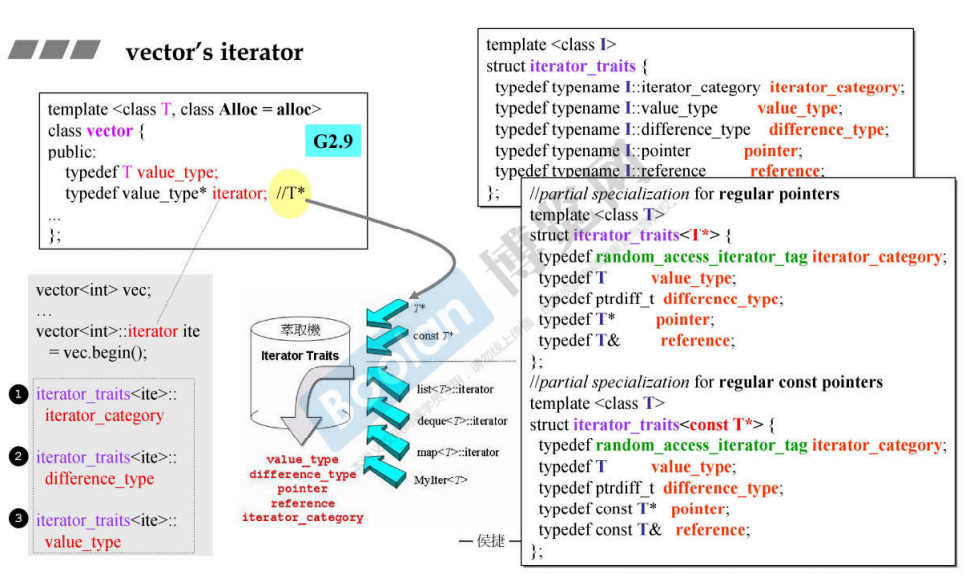 vector's iterator
template <class T, class Alloc = alloc>
class vector {
public:
typedef T value_type;
typedef value_type* iterator; //T*
...
};
G2.9
vector<int> vec;
…
vector<int>::iterator ite
= vec.begin();
❶ iterator_traits<ite>::
iterator_category
❷ iterator_traits<ite>::
difference_type
❸ iterator_traits<ite>::
value_type
萃取機
Iterator Traits
T*
const T*
list<T>::iterator
deque<T>::iterator
map<T>::iterator
MyIter<T>
value_type
difference_type
pointer
reference
iterator_category
template <class I>
struct iterator_traits {
typedef typename I::iterator_category iterator_category;
typedef typename I::value_type value_type;
typedef typename I::difference_type difference_type;
typedef typename I::pointer pointer;
typedef typename I::reference reference;
};
//partial specialization for regular pointers
template <class T>
struct iterator_traits<T*> {
typedef random_access_iterator_tag iterator_category;
typedef T value_type;
typedef ptrdiff_t difference_type;
typedef T* pointer;
typedef T& reference;
};
//partial specialization for regular const pointers
template <class T>
struct iterator_traits<const T*> {
typedef random_access_iterator_tag iterator_category;
typedef T value_type;
typedef ptrdiff_t difference_type;
typedef const T* pointer;
typedef const T& reference;
};
— 侯捷 —
Boolan
博览网